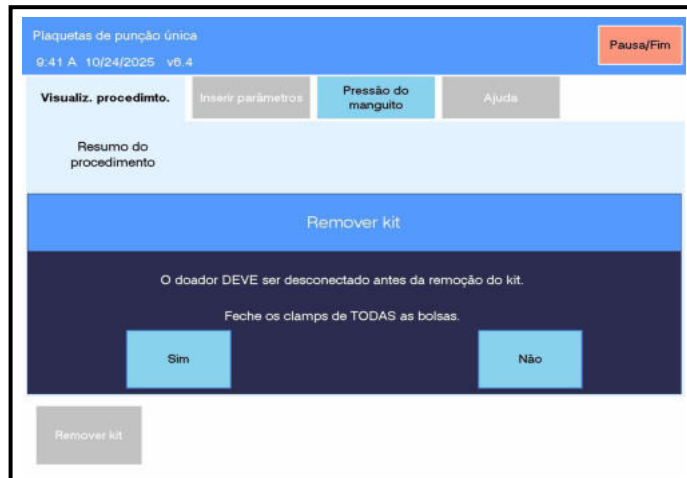 Plaquetas de punção única
9:41 A 10/24/2025 v6.4
Pausa/Fim
Visualiz. procedimto.
Inserir parâmetros
Pressão do
manguito
Ajuda
Resumo do
procedimento
Remover kit
O doador DEVE ser desconectado antes da remoção do kit.
Feche os clamps de TODAS as bolsas.
Sim
Não
Remover kit